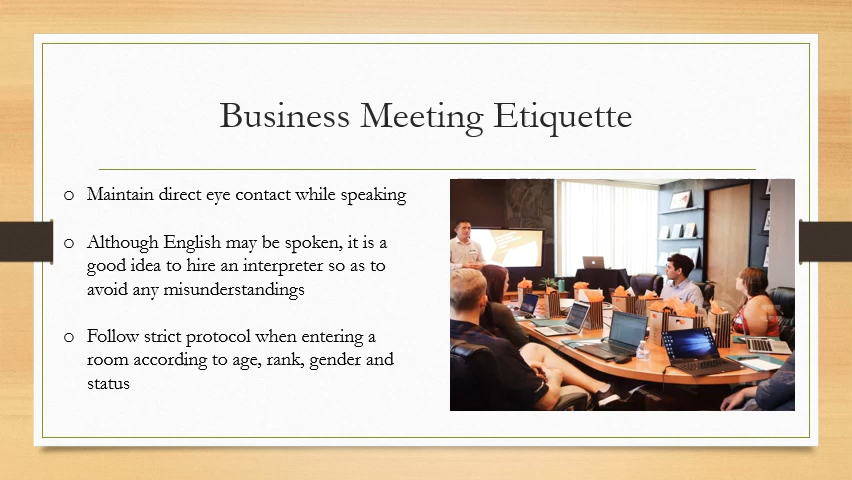 Business Meeting Etiquette
o Maintain direct eye contact while speaking
o Although English may be spoken, it is a
good idea to hire an interpreter so as to
avoid any misunderstandings
o Follow strict protocol when entering a
room according to age, rank, gender and
status